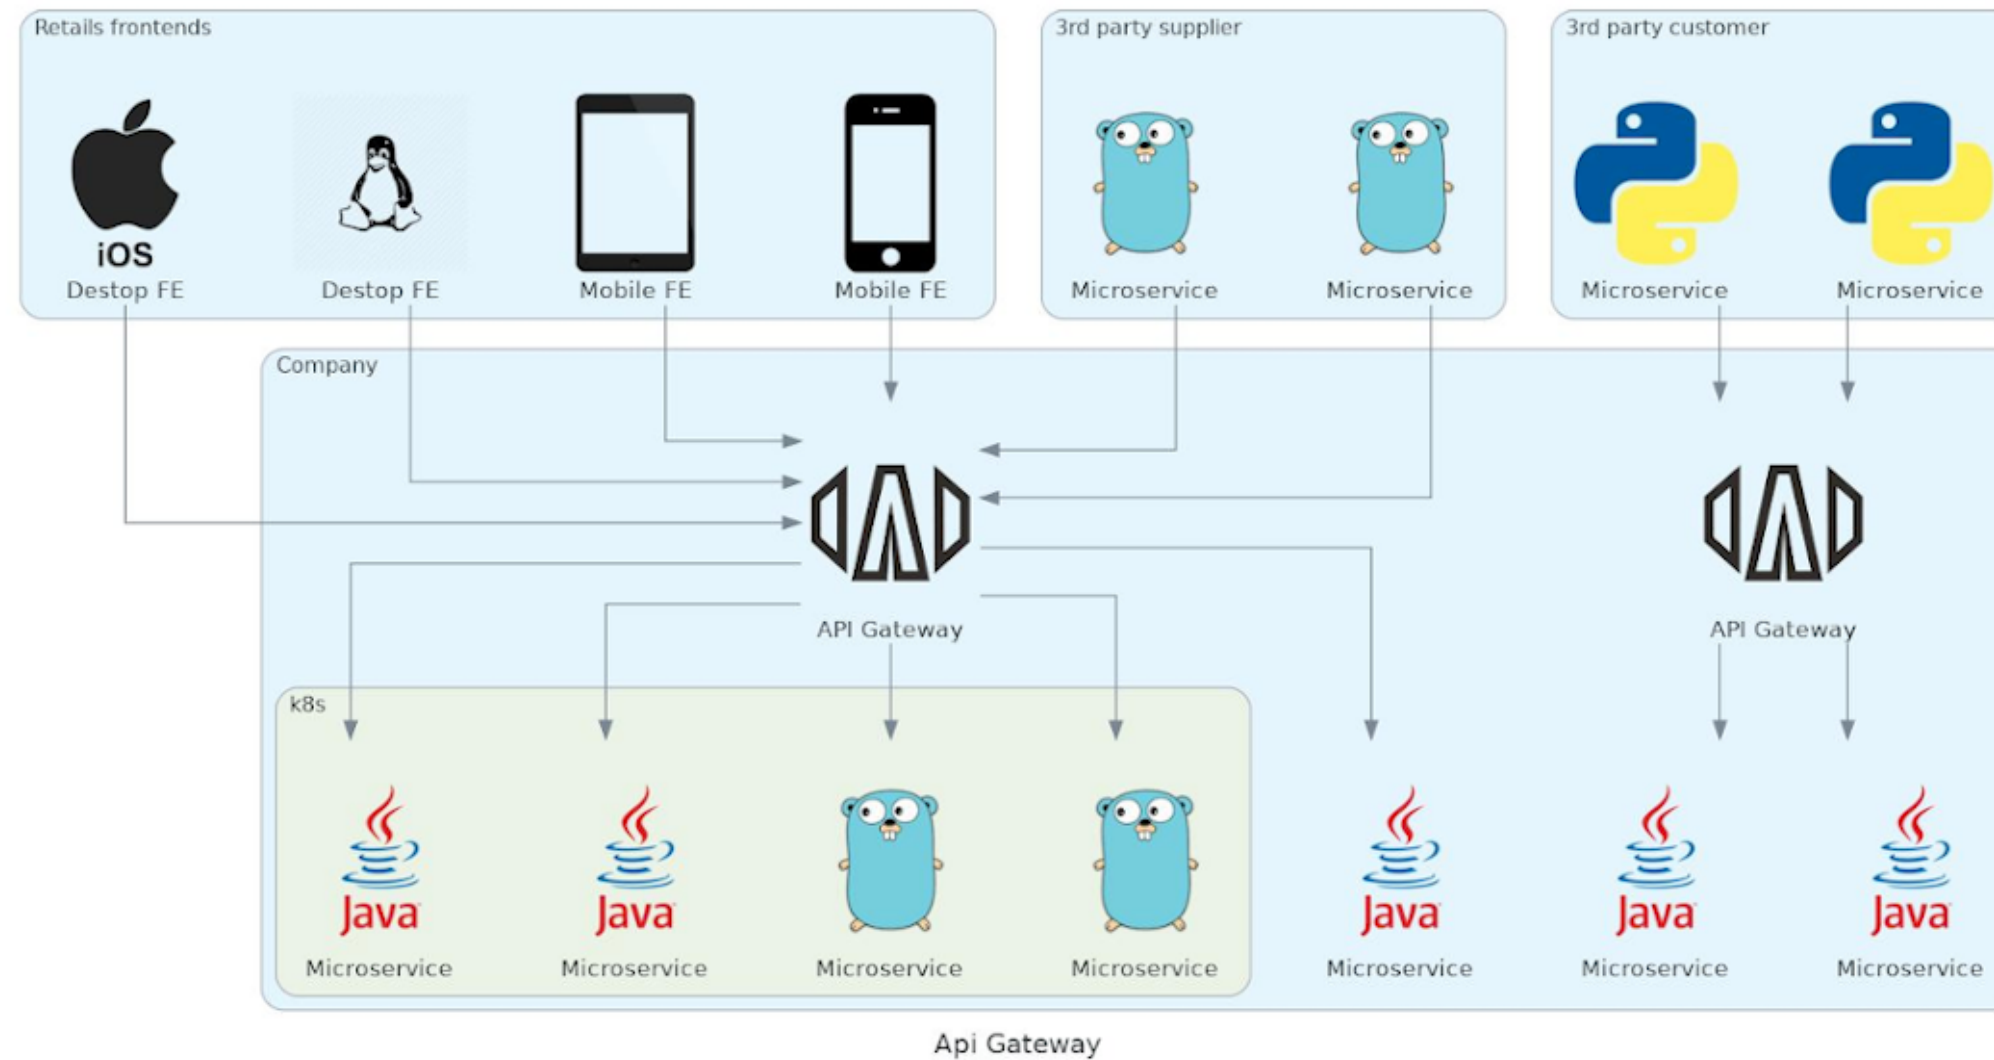 Retails frontends
3rd party supplier
3rd party customer
iOS
Destop FE
Destop FE
Mobile FE
Mobile FE
Microservice
Microservice
Microservice
Microservice
Company
API Gateway
API Gateway
k8s
Java
Java
Java
Java
Java
Microservice
Microservice
Microservice
Microservice
Microservice
Microservice
Microservice
Api Gateway